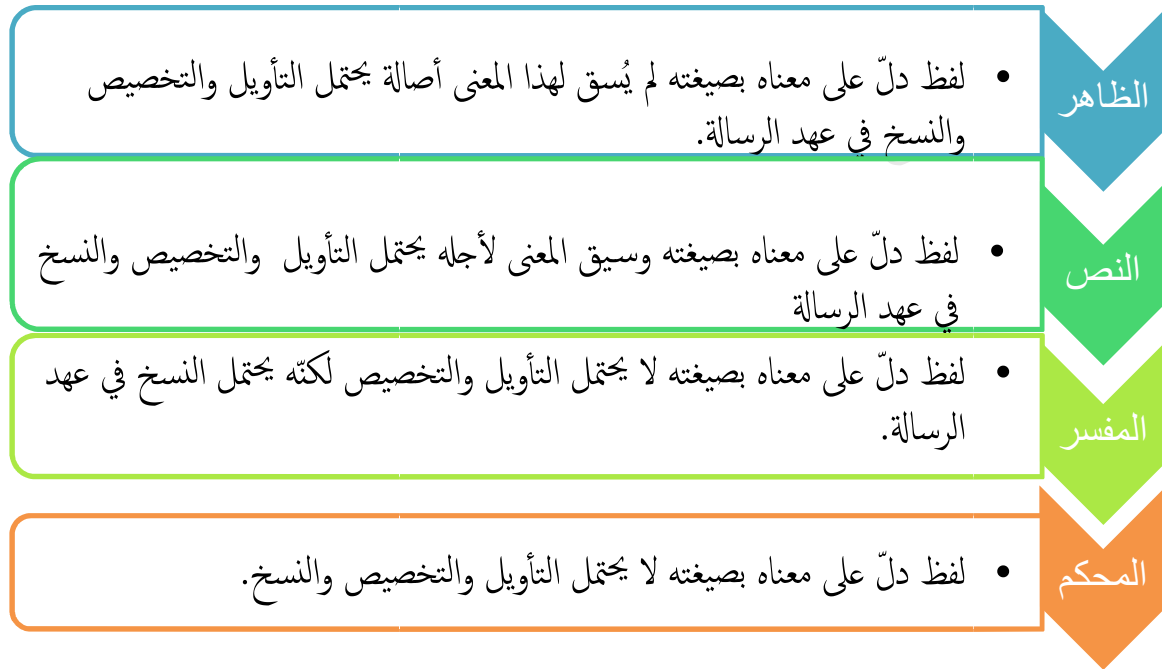 الظاهر
• لفظ دلّ على معناه بصيغته لم يُسق لهذا المعنى أصالة يحتمل التأويل والتخصيص
والنسخ في عهد الرسالة.
النص
• لفظ دلّ على معناه بصيغته وسيق المعنى لأجله يحتمل التأويل والتخصيص والنسخ
في عهد الرسالة
المفسر
• لفظ دلّ على معناه بصيغته لا يحتمل التأويل والتخصيص لكنّه يحتمل النسخ في عهد
الرسالة.
المحكم
• لفظ دلّ على معناه بصيغته لا يحتمل التأويل والتخصيص والنسخ.